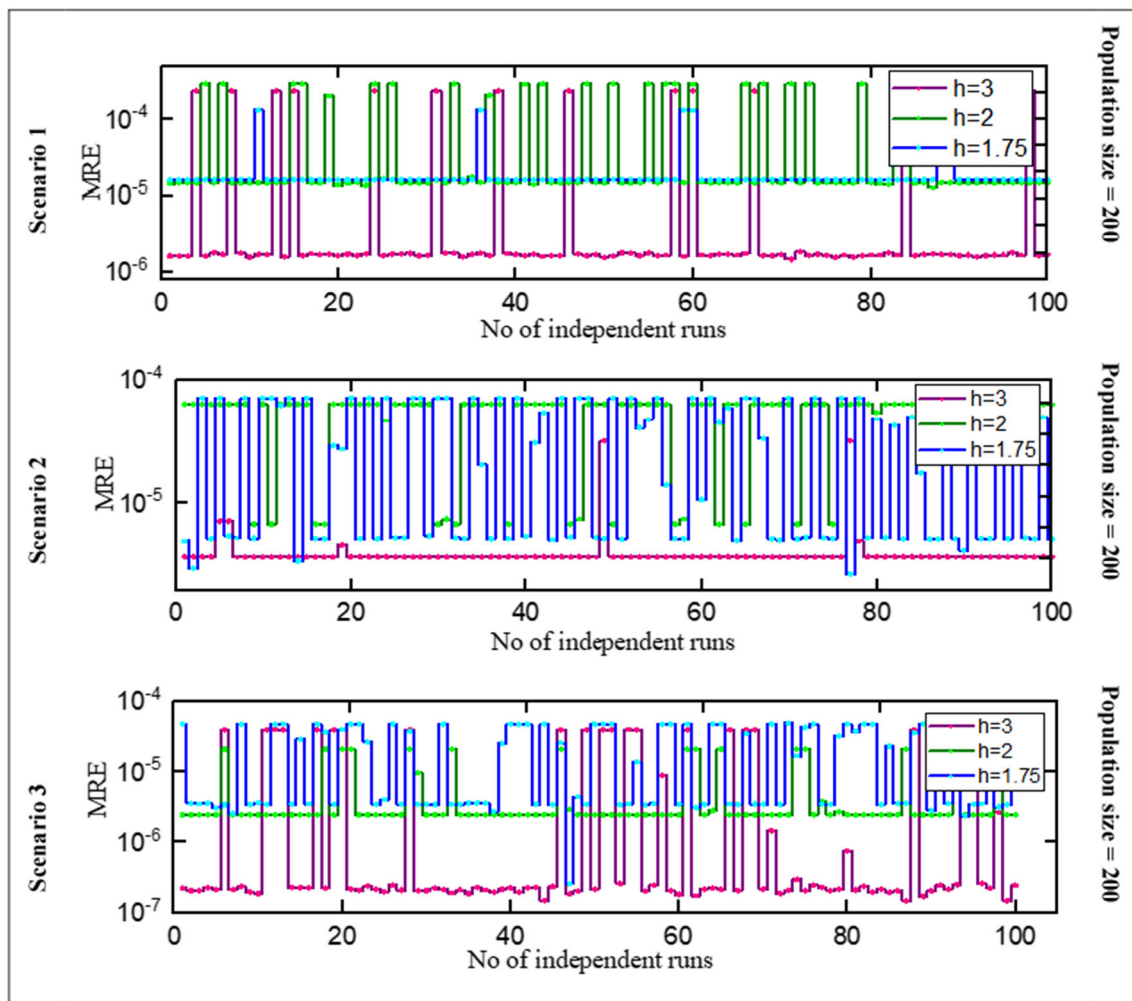 Scenario 1
MRE
10-4
10-5
10-6
h=3
h=2
h=1.75
0 20 40 60 80 100
No of independent runs
Population size = 200
Scenario 2
MRE
10-4
10-5
h=3
h=2
h=1.75
0 20 40 60 80 100
No of independent runs
Population size = 200
Scenario 3
MRE
10-4
10-5
10-6
10-7
h=3
h=2
h=1.75
0 20 40 60 80 100
No of independent runs
Population size = 200